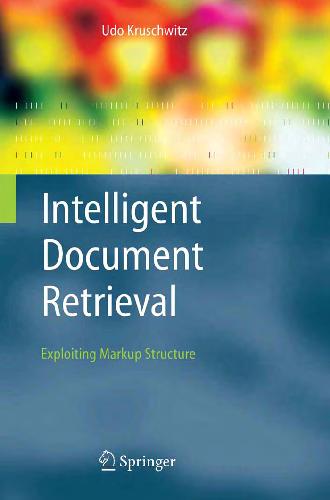 Udo Kruschwitz
Intelligent
Document
Retrieval
Exploiting Markup Structure
Springer